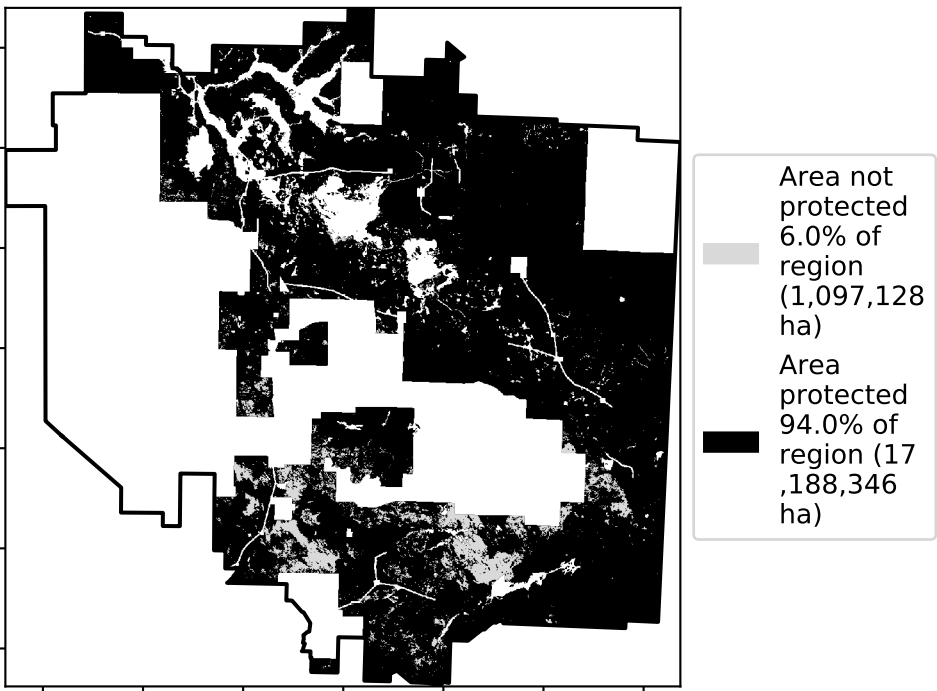 Area not
protected
6.0% of
region
(1,097,128
ha)
Area
protected
94.0% of
region (17
,188,346
ha)